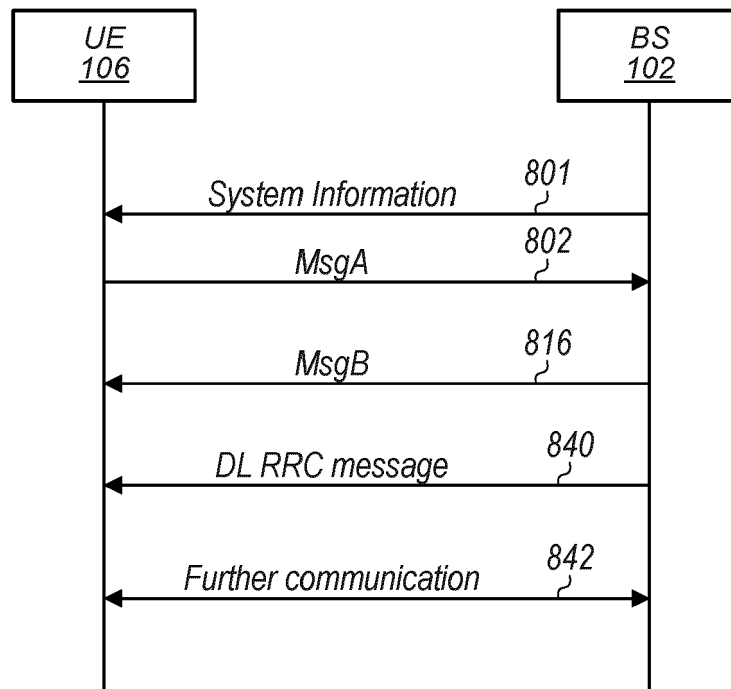 UE
106
BS
102
801
System Information
802
MsgA
816
MsgB
840
DL RRC message
842
Further communication